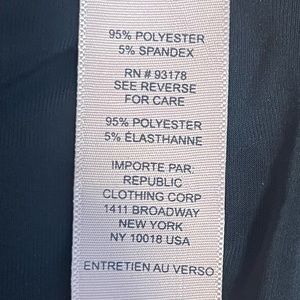 95% POLYESTER
5% SPANDEX
RN # 93178
SEE REVERSE
FOR CARE
95% POLYESTER
5% ÉLASTHANNE
IMPORTE PAR:
REPUBLIC
CLOTHING CORP
1411 BROADWAY
NEW YORK
NY 10018 USA
ENTRETIEN AU VERSO